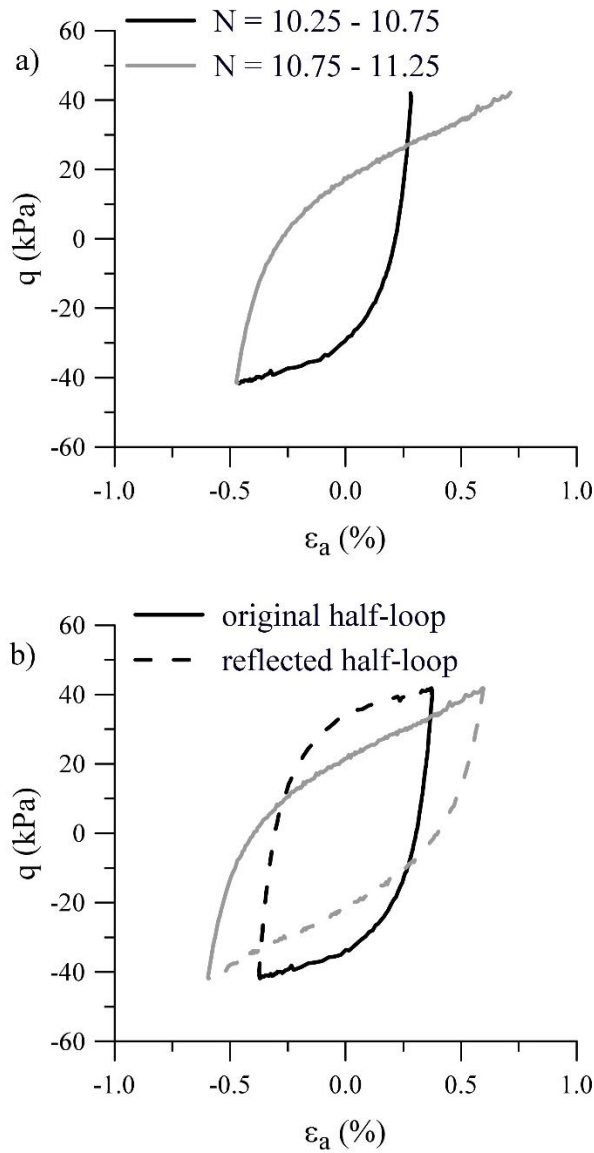 a)
N = 10.25 - 10.75
N = 10.75 - 11.25
60
40
20
0
-20
-40
-60
q (kPa)
-1.0 -0.5 0.0 0.5 1.0
εa (%)
b)
original half-loop
reflected half-loop
60
40
20
0
-20
-40
-60
q (kPa)
-1.0 -0.5 0.0 0.5 1.0
εa (%)